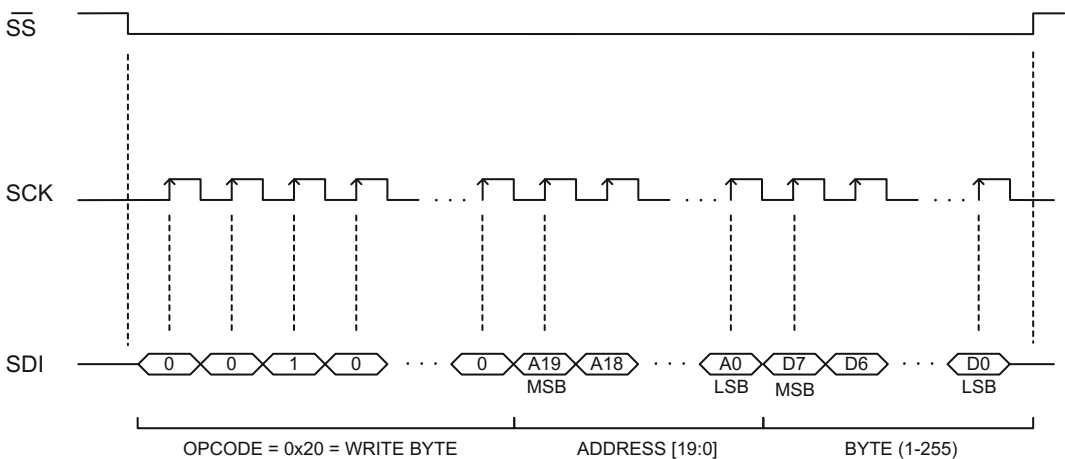 SS
SCK
· · ·
· · ·
· · ·
SDI
0 0 1 0 · · · 0 A19 A18 · · · A0 D7 D6 · · · D0
MSB LSB MSB LSB
OPCODE = 0x20 = WRITE BYTE ADDRESS [19:0] BYTE (1-255)